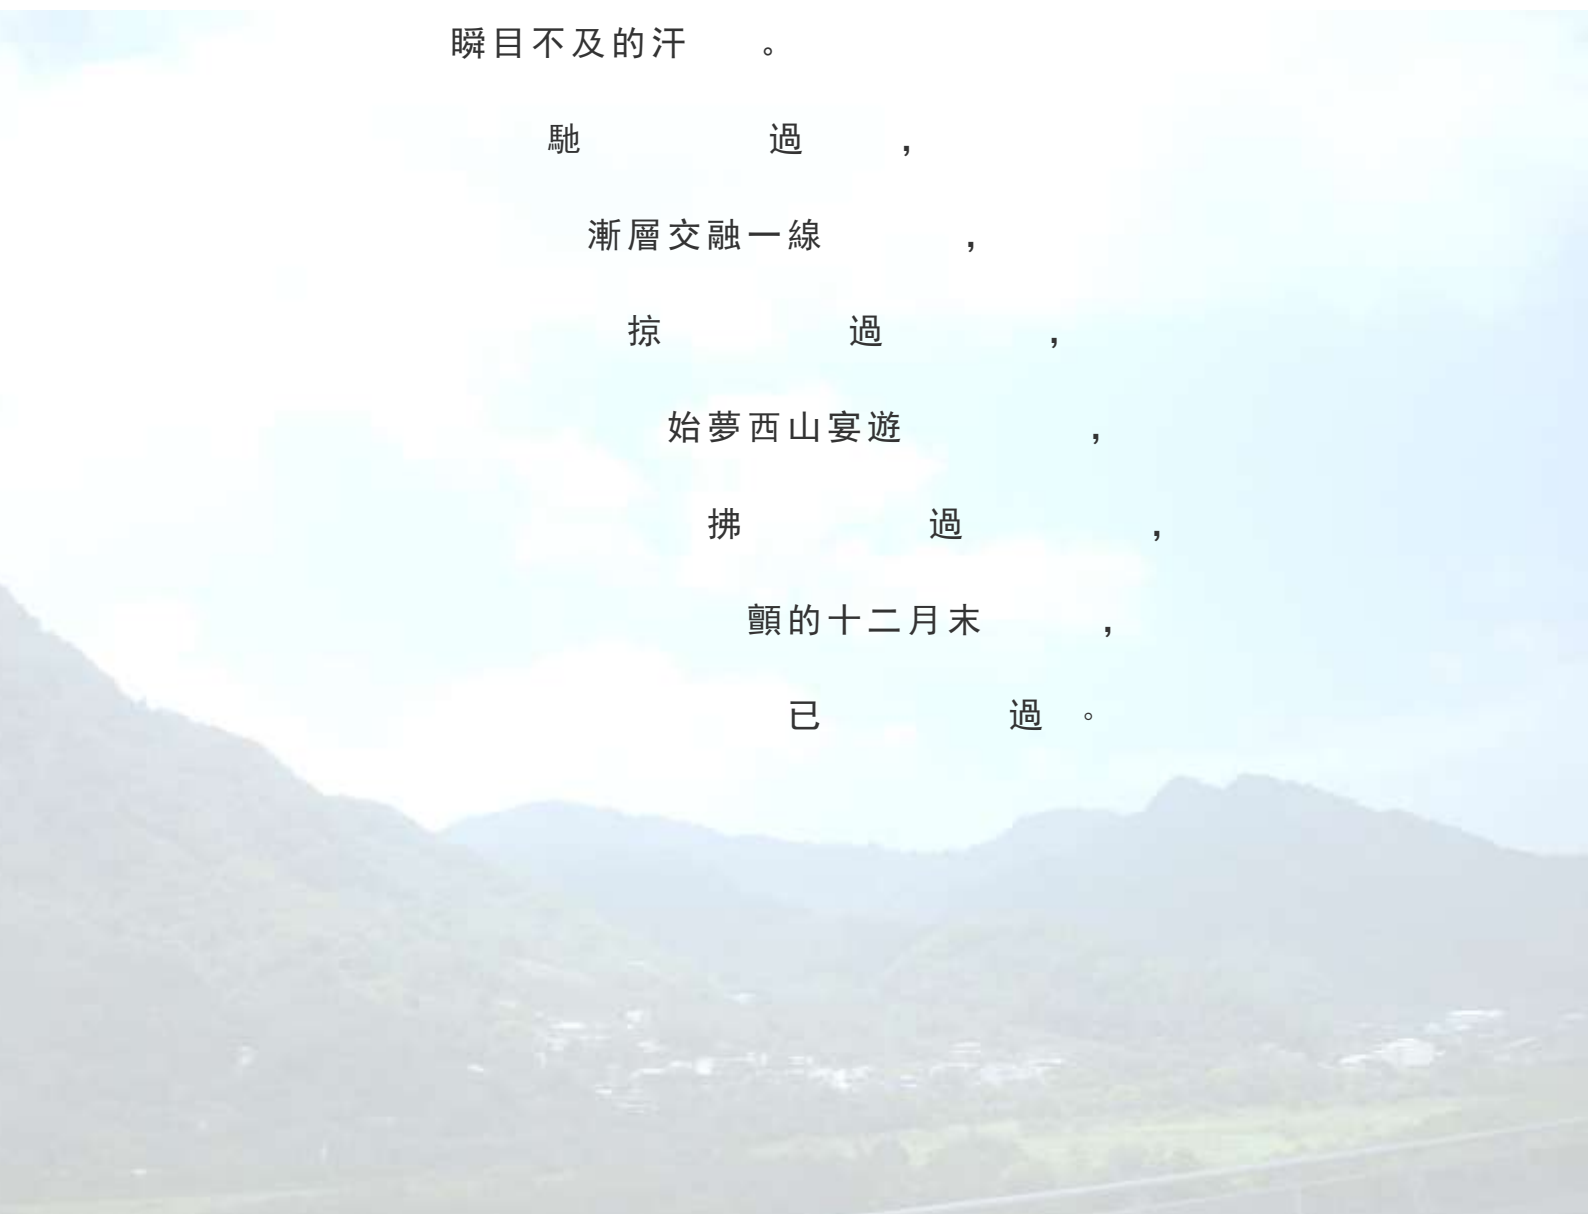 瞬目不及的汗　。
馳　　過　，
漸層交融一線　，
掠　　過　，
始夢西山宴遊　，
拂　　過　，
顫的十二月末　，
已　　過。